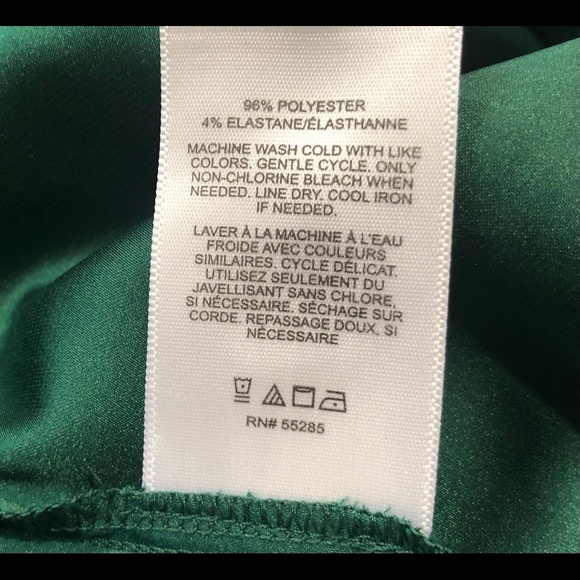 96% POLYESTER
4% ELASTANE/ÉLASTHANNE
MACHINE WASH COLD WITH LIKE
COLORS. GENTLE CYCLE. ONLY
NON-CHLORINE BLEACH WHEN
NEEDED. LINE DRY. COOL IRON
IF NEEDED.
LAVER À LA MACHINE À L'EAU
FROIDE AVEC COULEURS
SIMILAIRES. CYCLE DÉLICAT.
UTILISEZ SEULEMENT DU
JAVELLISANT SANS CHLORE,
SI NÉCESSAIRE. SÉCHAGE SUR
CORDE. REPASSAGE DOUX, SI
NÉCESSAIRE
RN# 55285